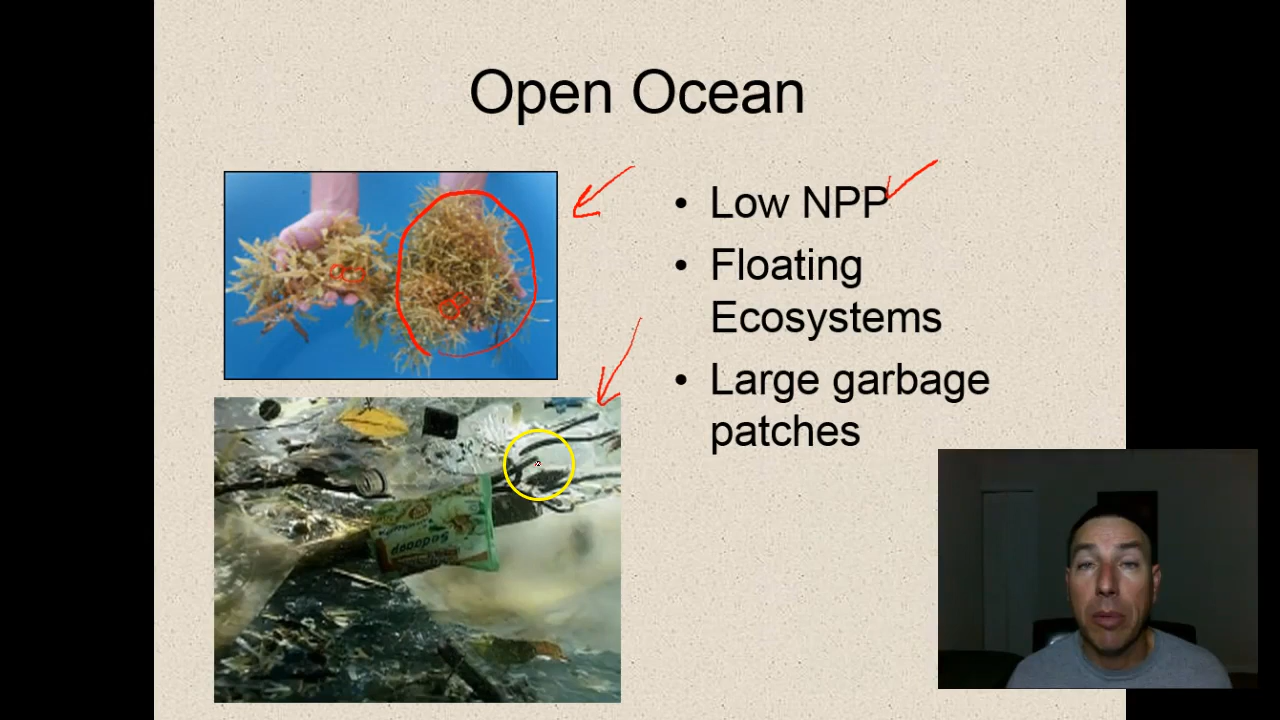 Open Ocean
• Low NPP
• Floating
Ecosystems
• Large garbage
patches